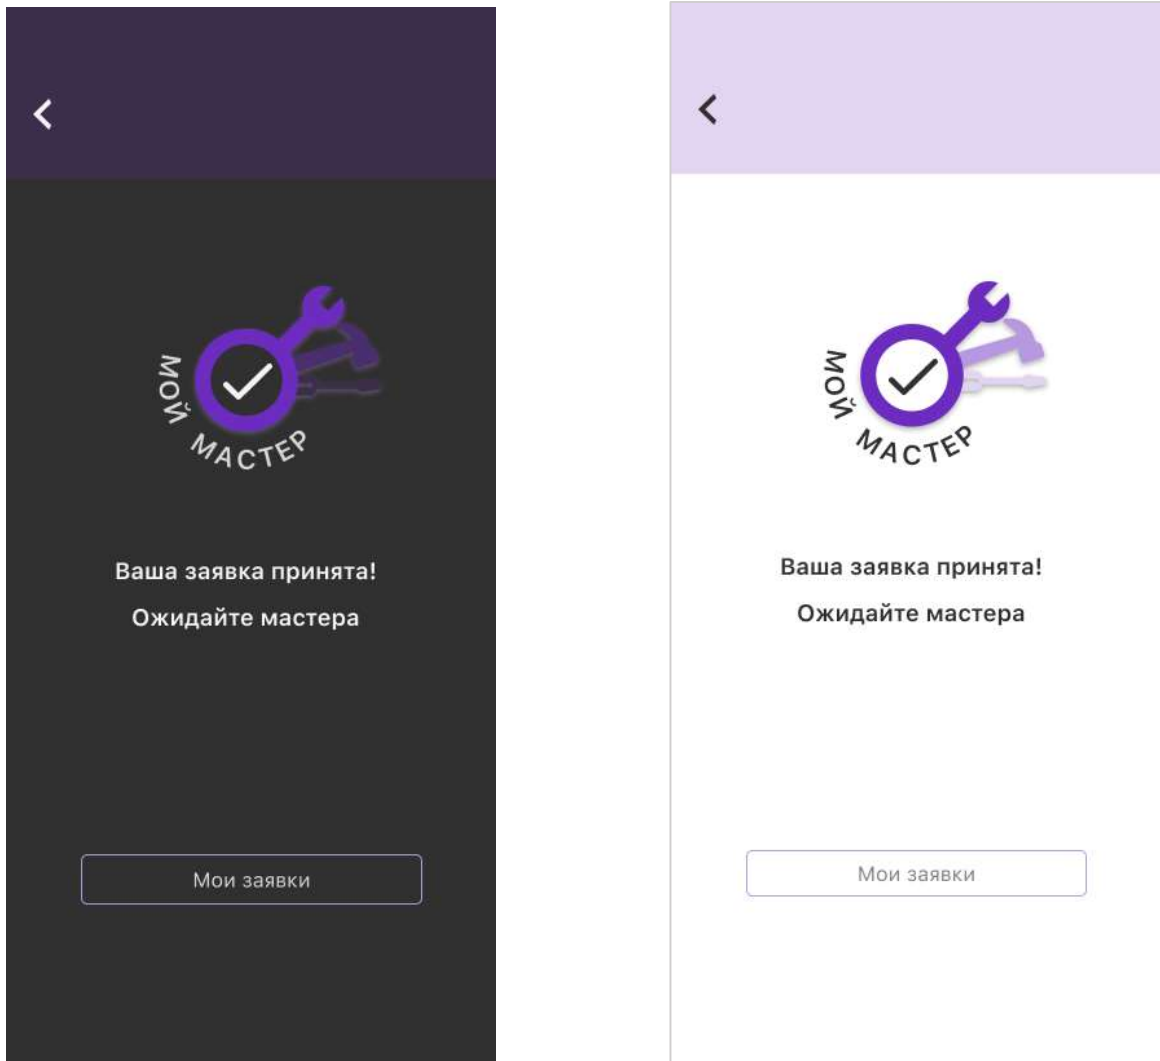 МОЙ МАСТЕР
Ваша заявка принята!
Ожидайте мастера
Мои заявки
МОЙ МАСТЕР
Ваша заявка принята!
Ожидайте мастера
Мои заявки